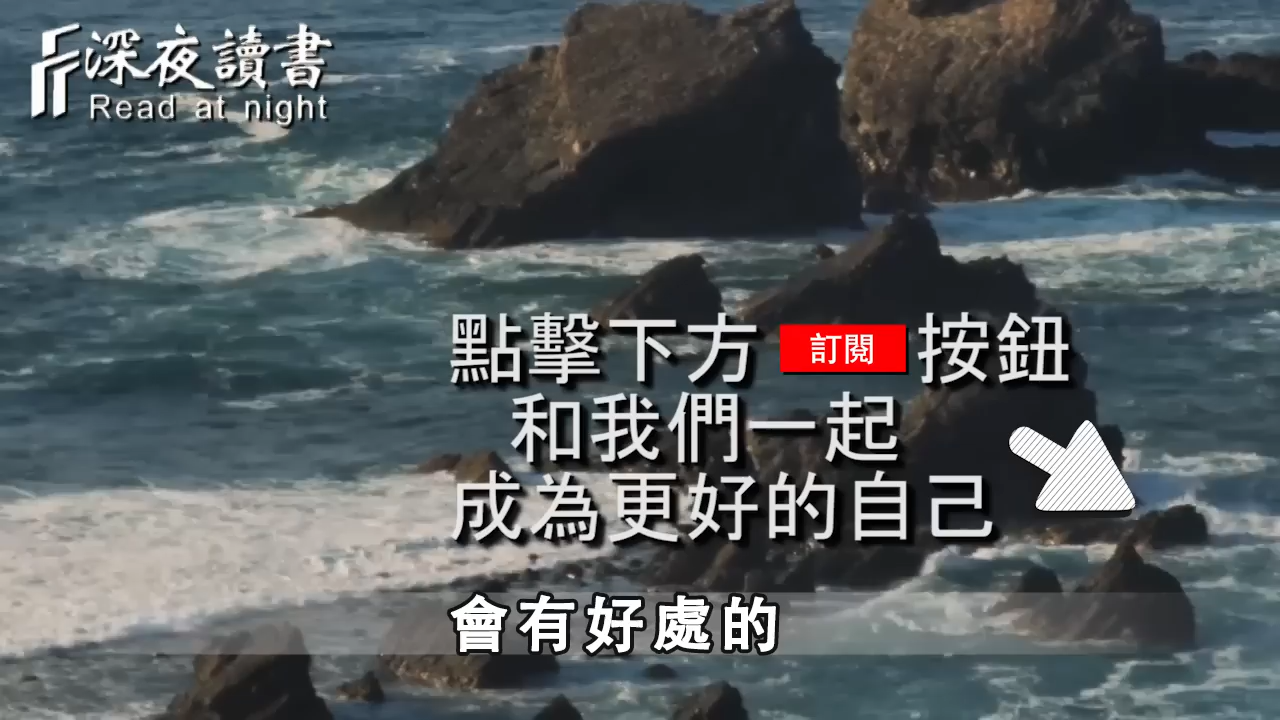 深夜讀書
Read at night
點擊下方 訂閱 按鈕
和我們一起
成為更好的自己
會有好處的